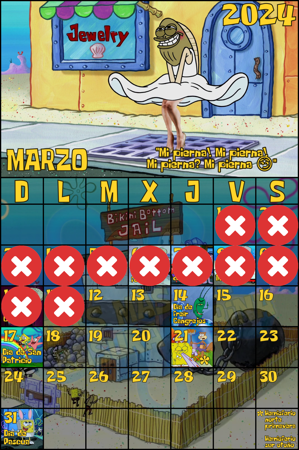 2024
Jewelry
"Mi pierna!, Mi pierna!,
Mi pierna? Mi pierna 😏"
MARZO
D L M X J V S
Bikini Bottom
JAIL
12 13 14 15 16
Día de
17 18 19 20 21 22 23
Día de San
Patricio
24 25 26 27 28 29 30
31
Día de
Pascua